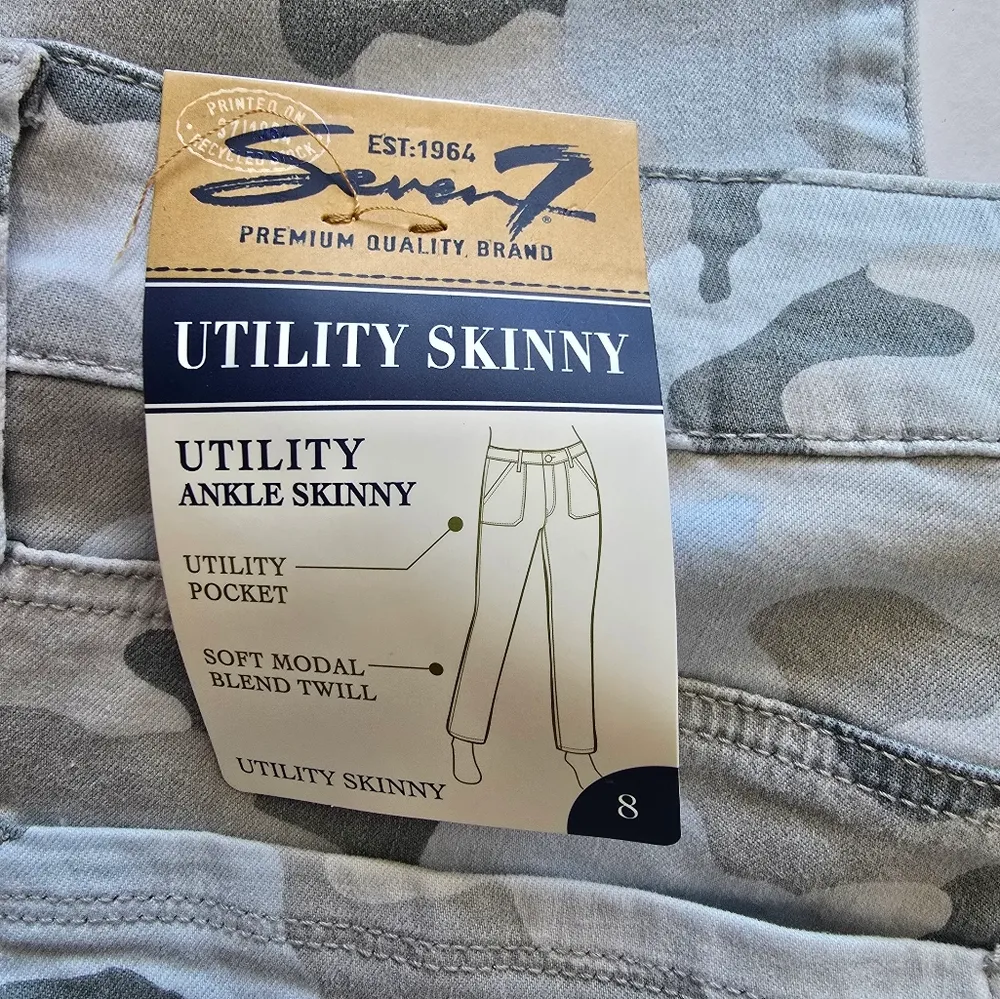 PRINTED ON
RECYCLED STOCK
EST:1964
Seven7®
PREMIUM QUALITY BRAND
UTILITY SKINNY
UTILITY
ANKLE SKINNY
UTILITY
POCKET
SOFT MODAL
BLEND TWILL
UTILITY SKINNY
8